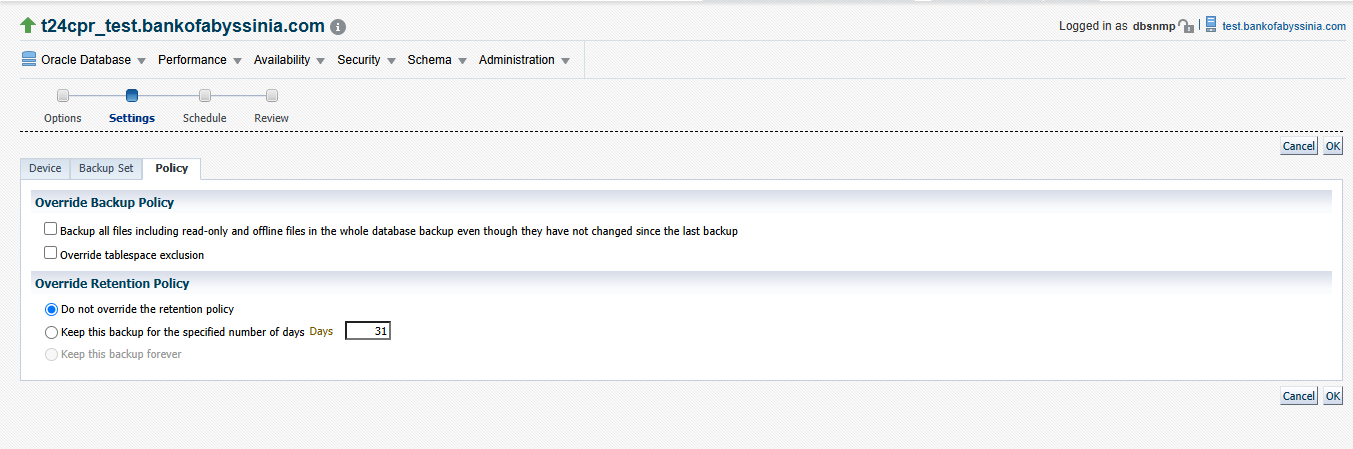 t24cpr_test.bankofabyssinia.com
Logged in as dbsnmp | test.bankofabyssinia.com
Oracle Database Performance Availability Security Schema Administration
Options Settings Schedule Review
Cancel OK
Device Backup Set Policy
Override Backup Policy
Backup all files including read-only and offline files in the whole database backup even though they have not changed since the last backup
Override tablespace exclusion
Override Retention Policy
Do not override the retention policy
Keep this backup for the specified number of days Days 31
Keep this backup forever
Cancel OK